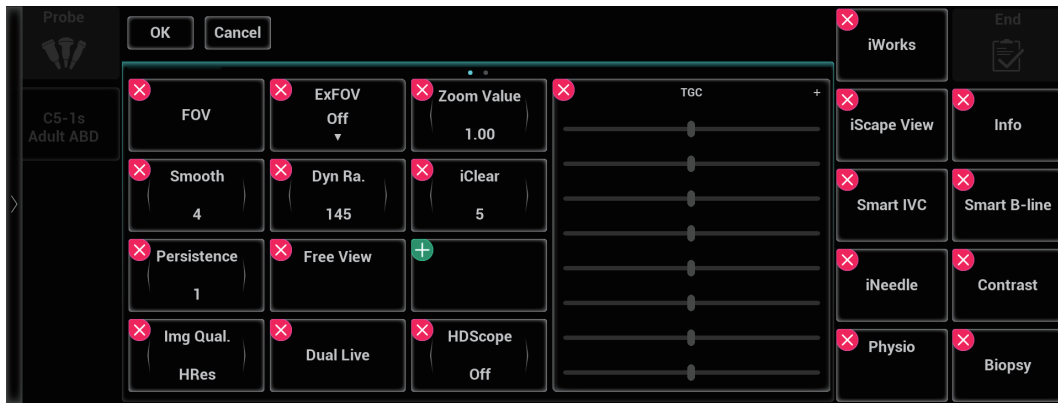 Probe
OK
Cancel
iWorks
End
FOV
ExFOV
Off
Zoom Value
1.00
TGC
+
C5-1s
Adult ABD
iScape View
Info
Smooth
4
Dyn Ra.
145
iClear
5
Smart IVC
Smart B-line
Persistence
1
Free View
iNeedle
Contrast
Img Qual.
HRes
Dual Live
HDScope
Off
Physio
Biopsy